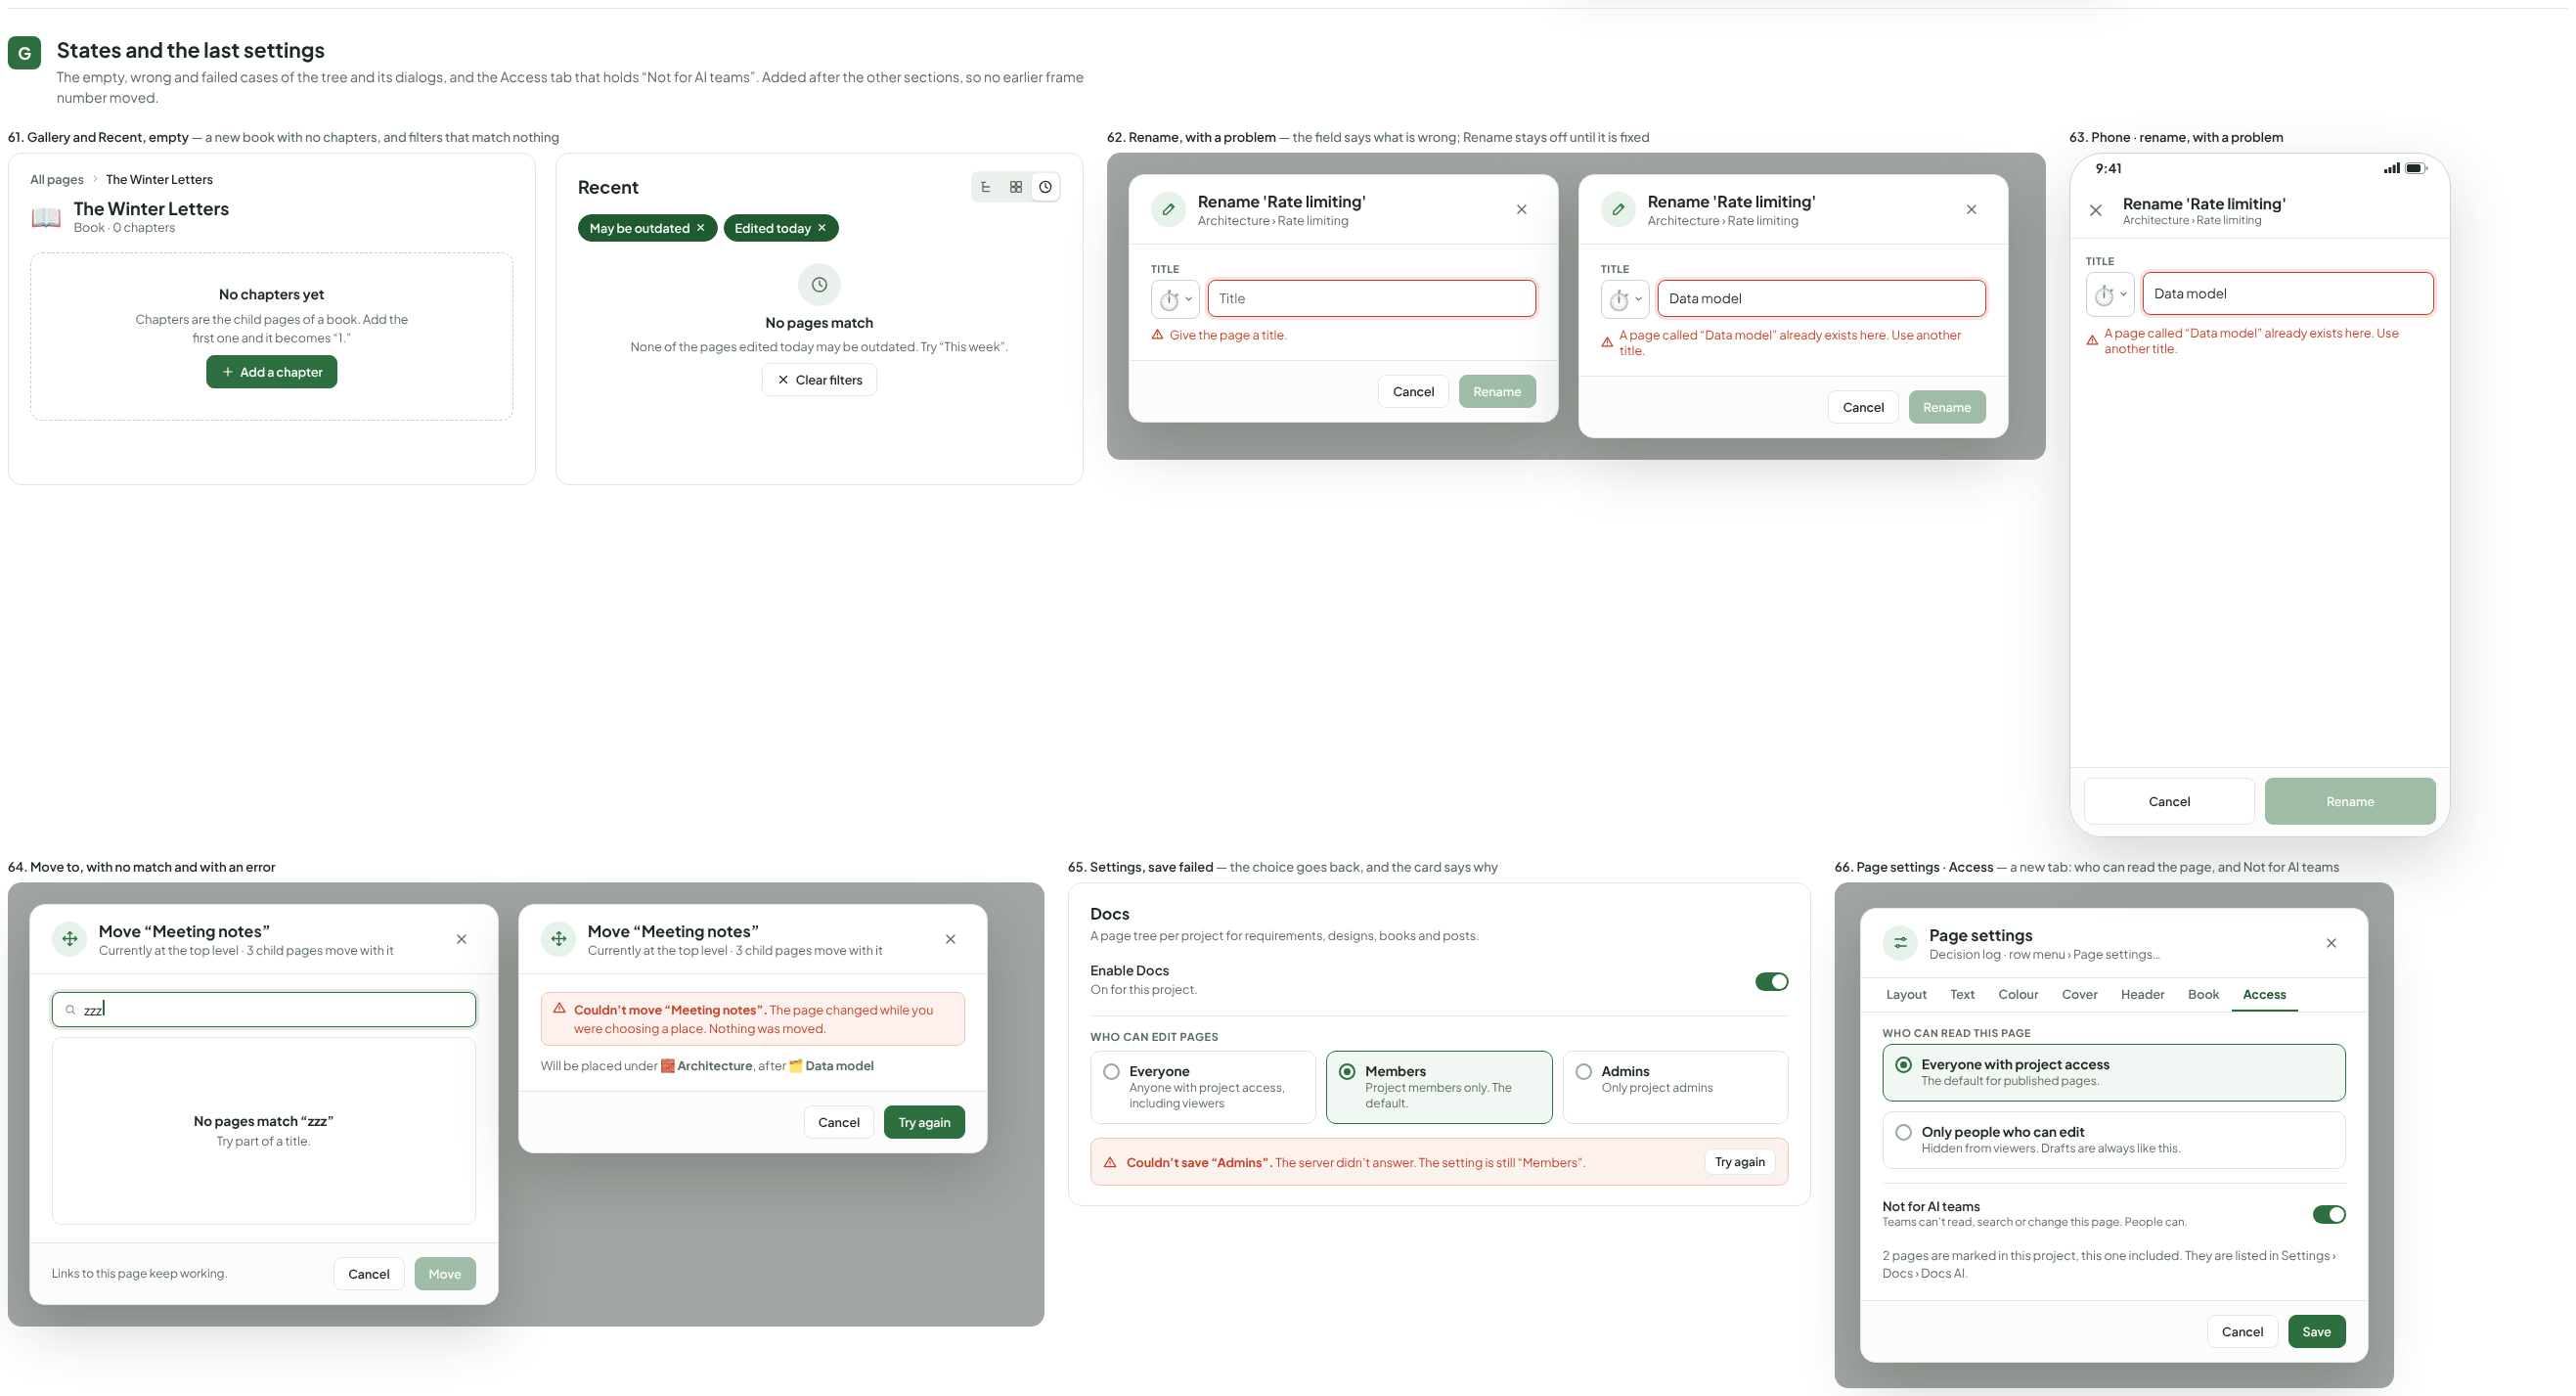 G
States and the last settings
The empty, wrong and failed cases of the tree and its dialogs, and the Access tab that holds “Not for AI teams”. Added after the other sections, so no earlier frame
number moved.
61. Gallery and Recent, empty — a new book with no chapters, and filters that match nothing
All pages › The Winter Letters
The Winter Letters
Book · 0 chapters
No chapters yet
Chapters are the child pages of a book. Add the
first one and it becomes “1.”
+ Add a chapter
Recent
May be outdated ×
Edited today ×
No pages match
None of the pages edited today may be outdated. Try “This week”.
× Clear filters
62. Rename, with a problem — the field says what is wrong; Rename stays off until it is fixed
Rename 'Rate limiting'
Architecture › Rate limiting
TITLE
Title
Give the page a title.
Cancel
Rename
Rename 'Rate limiting'
Architecture › Rate limiting
TITLE
Data model
A page called “Data model” already exists here. Use another
title.
Cancel
Rename
63. Phone · rename, with a problem
9:41
Rename 'Rate limiting'
Architecture › Rate limiting
TITLE
Data model
A page called “Data model” already exists here. Use
another title.
Cancel
Rename
64. Move to, with no match and with an error
Move “Meeting notes”
Currently at the top level · 3 child pages move with it
zzz
No pages match “zzz”
Try part of a title.
Links to this page keep working.
Cancel
Move
Move “Meeting notes”
Currently at the top level · 3 child pages move with it
Couldn’t move “Meeting notes”. The page changed while you
were choosing a place. Nothing was moved.
Will be placed under Architecture, after Data model
Cancel
Try again
65. Settings, save failed — the choice goes back, and the card says why
Docs
A page tree per project for requirements, designs, books and posts.
Enable Docs
On for this project.
WHO CAN EDIT PAGES
Everyone
Anyone with project access,
including viewers
Members
Project members only. The
default.
Admins
Only project admins
Couldn’t save “Admins”. The server didn’t answer. The setting is still “Members”.
Try again
66. Page settings · Access — a new tab: who can read the page, and Not for AI teams
Page settings
Decision log · row menu › Page settings…
Layout
Text
Colour
Cover
Header
Book
Access
WHO CAN READ THIS PAGE
Everyone with project access
The default for published pages.
Only people who can edit
Hidden from viewers. Drafts are always like this.
Not for AI teams
Teams can’t read, search or change this page. People can.
2 pages are marked in this project, this one included. They are listed in Settings ›
Docs › Docs AI.
Cancel
Save